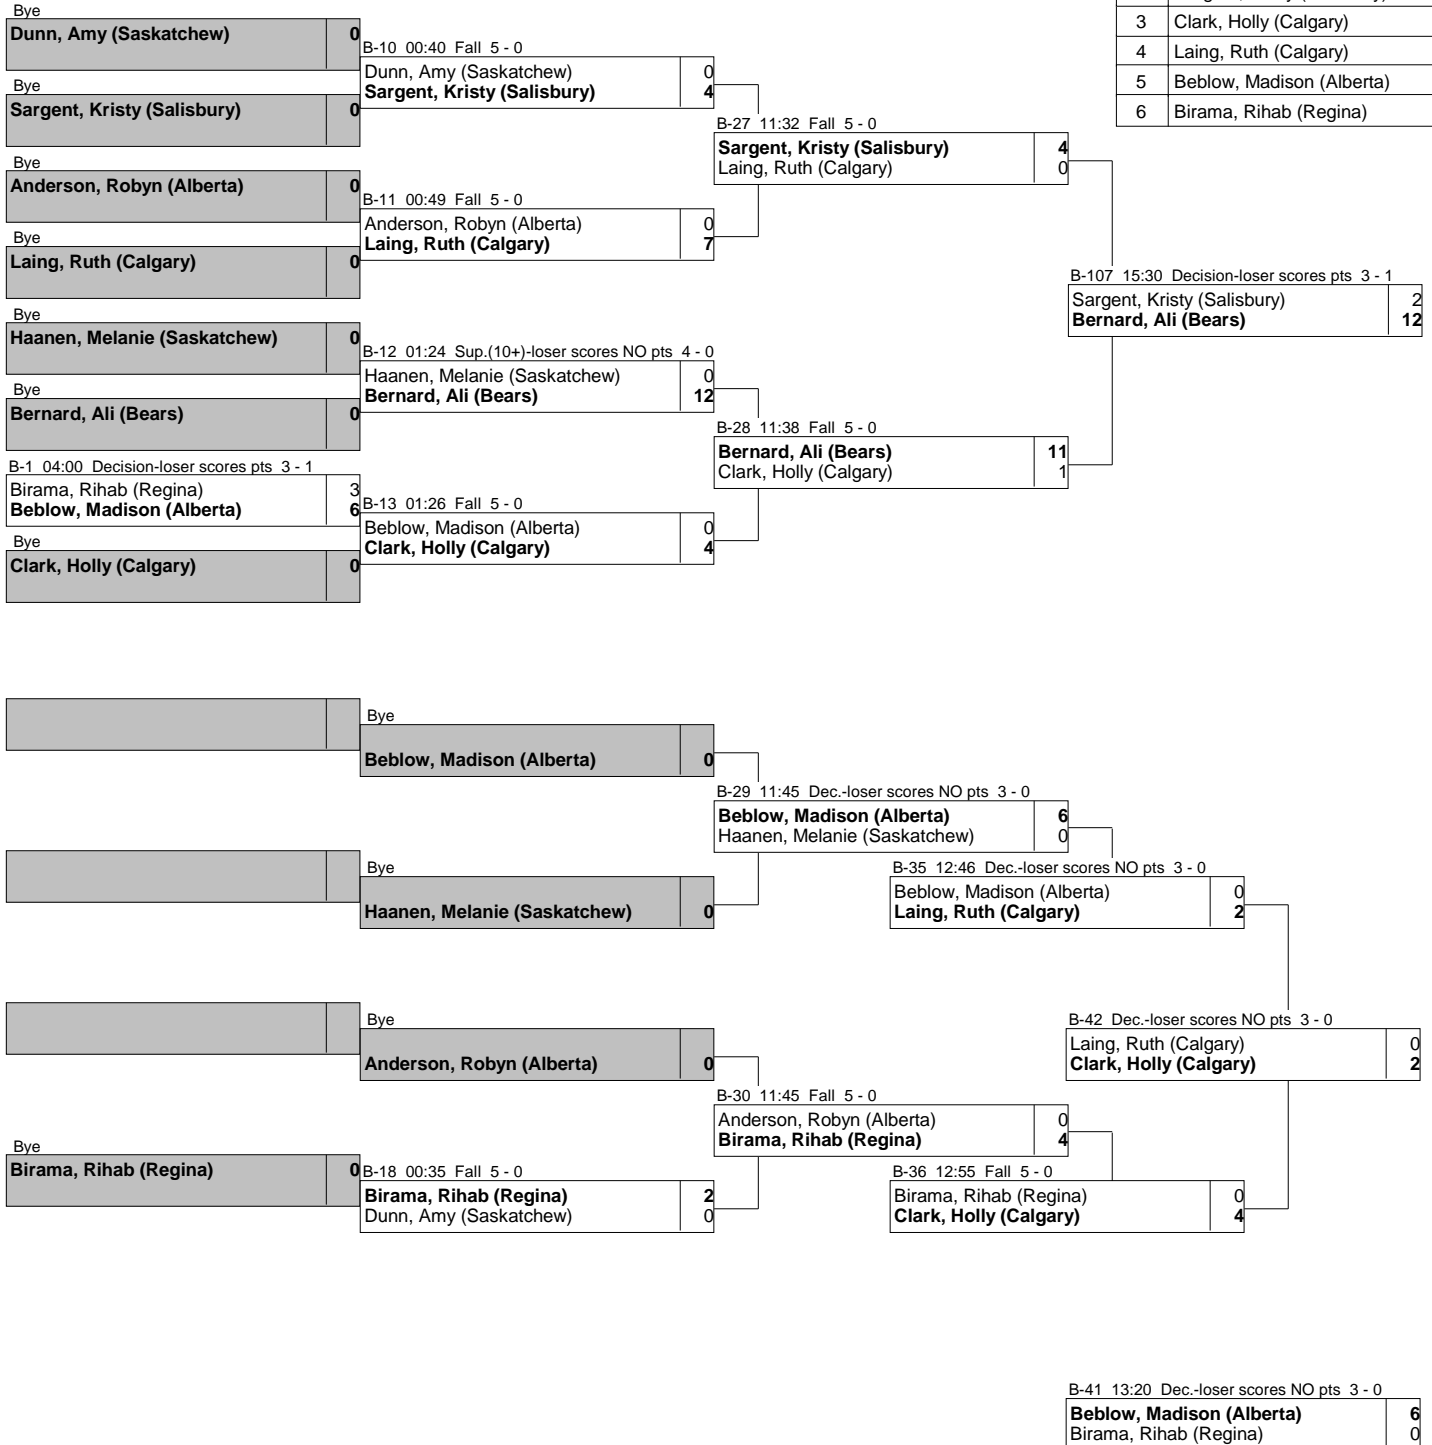 Bye
Dunn, Amy (Saskatchew) 0
Bye
Sargent, Kristy (Salisbury) 0
Bye
Anderson, Robyn (Alberta) 0
Bye
Laing, Ruth (Calgary) 0
Bye
Haanen, Melanie (Saskatchew) 0
Bye
Bernard, Ali (Bears) 0
B-1 04:00 Decision-loser scores pts 3 - 1
Birama, Rihab (Regina) 3
Beblow, Madison (Alberta) 6
Bye
Clark, Holly (Calgary) 0
B-10 00:40 Fall 5 - 0
Dunn, Amy (Saskatchew) 0
Sargent, Kristy (Salisbury) 4
B-11 00:49 Fall 5 - 0
Anderson, Robyn (Alberta) 0
Laing, Ruth (Calgary) 7
B-12 01:24 Sup.(10+)-loser scores NO pts 4 - 0
Haanen, Melanie (Saskatchew) 0
Bernard, Ali (Bears) 12
B-13 01:26 Fall 5 - 0
Beblow, Madison (Alberta) 0
Clark, Holly (Calgary) 4
B-27 11:32 Fall 5 - 0
Sargent, Kristy (Salisbury) 4
Laing, Ruth (Calgary) 0
B-28 11:38 Fall 5 - 0
Bernard, Ali (Bears) 11
Clark, Holly (Calgary) 1
B-107 15:30 Decision-loser scores pts 3 - 1
Sargent, Kristy (Salisbury) 2
Bernard, Ali (Bears) 12
3 Clark, Holly (Calgary)
4 Laing, Ruth (Calgary)
5 Beblow, Madison (Alberta)
6 Birama, Rihab (Regina)
Bye
Beblow, Madison (Alberta) 0
Bye
Haanen, Melanie (Saskatchew) 0
Bye
Anderson, Robyn (Alberta) 0
Bye
Birama, Rihab (Regina) 0
B-18 00:35 Fall 5 - 0
Birama, Rihab (Regina) 2
Dunn, Amy (Saskatchew) 0
B-29 11:45 Dec.-loser scores NO pts 3 - 0
Beblow, Madison (Alberta) 6
Haanen, Melanie (Saskatchew) 0
B-30 11:45 Fall 5 - 0
Anderson, Robyn (Alberta) 0
Birama, Rihab (Regina) 4
B-35 12:46 Dec.-loser scores NO pts 3 - 0
Beblow, Madison (Alberta) 0
Laing, Ruth (Calgary) 2
B-36 12:55 Fall 5 - 0
Birama, Rihab (Regina) 0
Clark, Holly (Calgary) 4
B-42 Dec.-loser scores NO pts 3 - 0
Laing, Ruth (Calgary) 0
Clark, Holly (Calgary) 2
B-41 13:20 Dec.-loser scores NO pts 3 - 0
Beblow, Madison (Alberta) 6
Birama, Rihab (Regina) 0